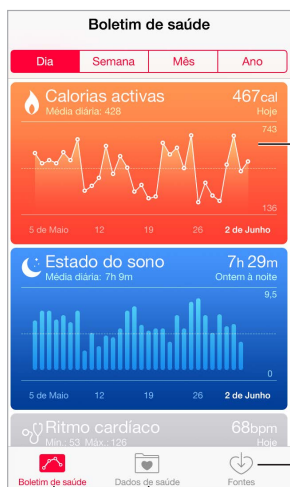 Boletim de saúde
Dia Semana Mês Ano
Calorias activas 467cal
Média diária: 428 Hoje
743
136
5 de Maio 12 19 26 2 de Junho
Estado do sono 7h 29m
Média diária: 7h 9m Ontem à noite
9,5
0
5 de Maio 12 19 26 2 de Junho
Ritmo cardíaco 68bpm
Mín.: 53 Máx.: 126 Hoje
Boletim de saúde Dados de saúde Fontes